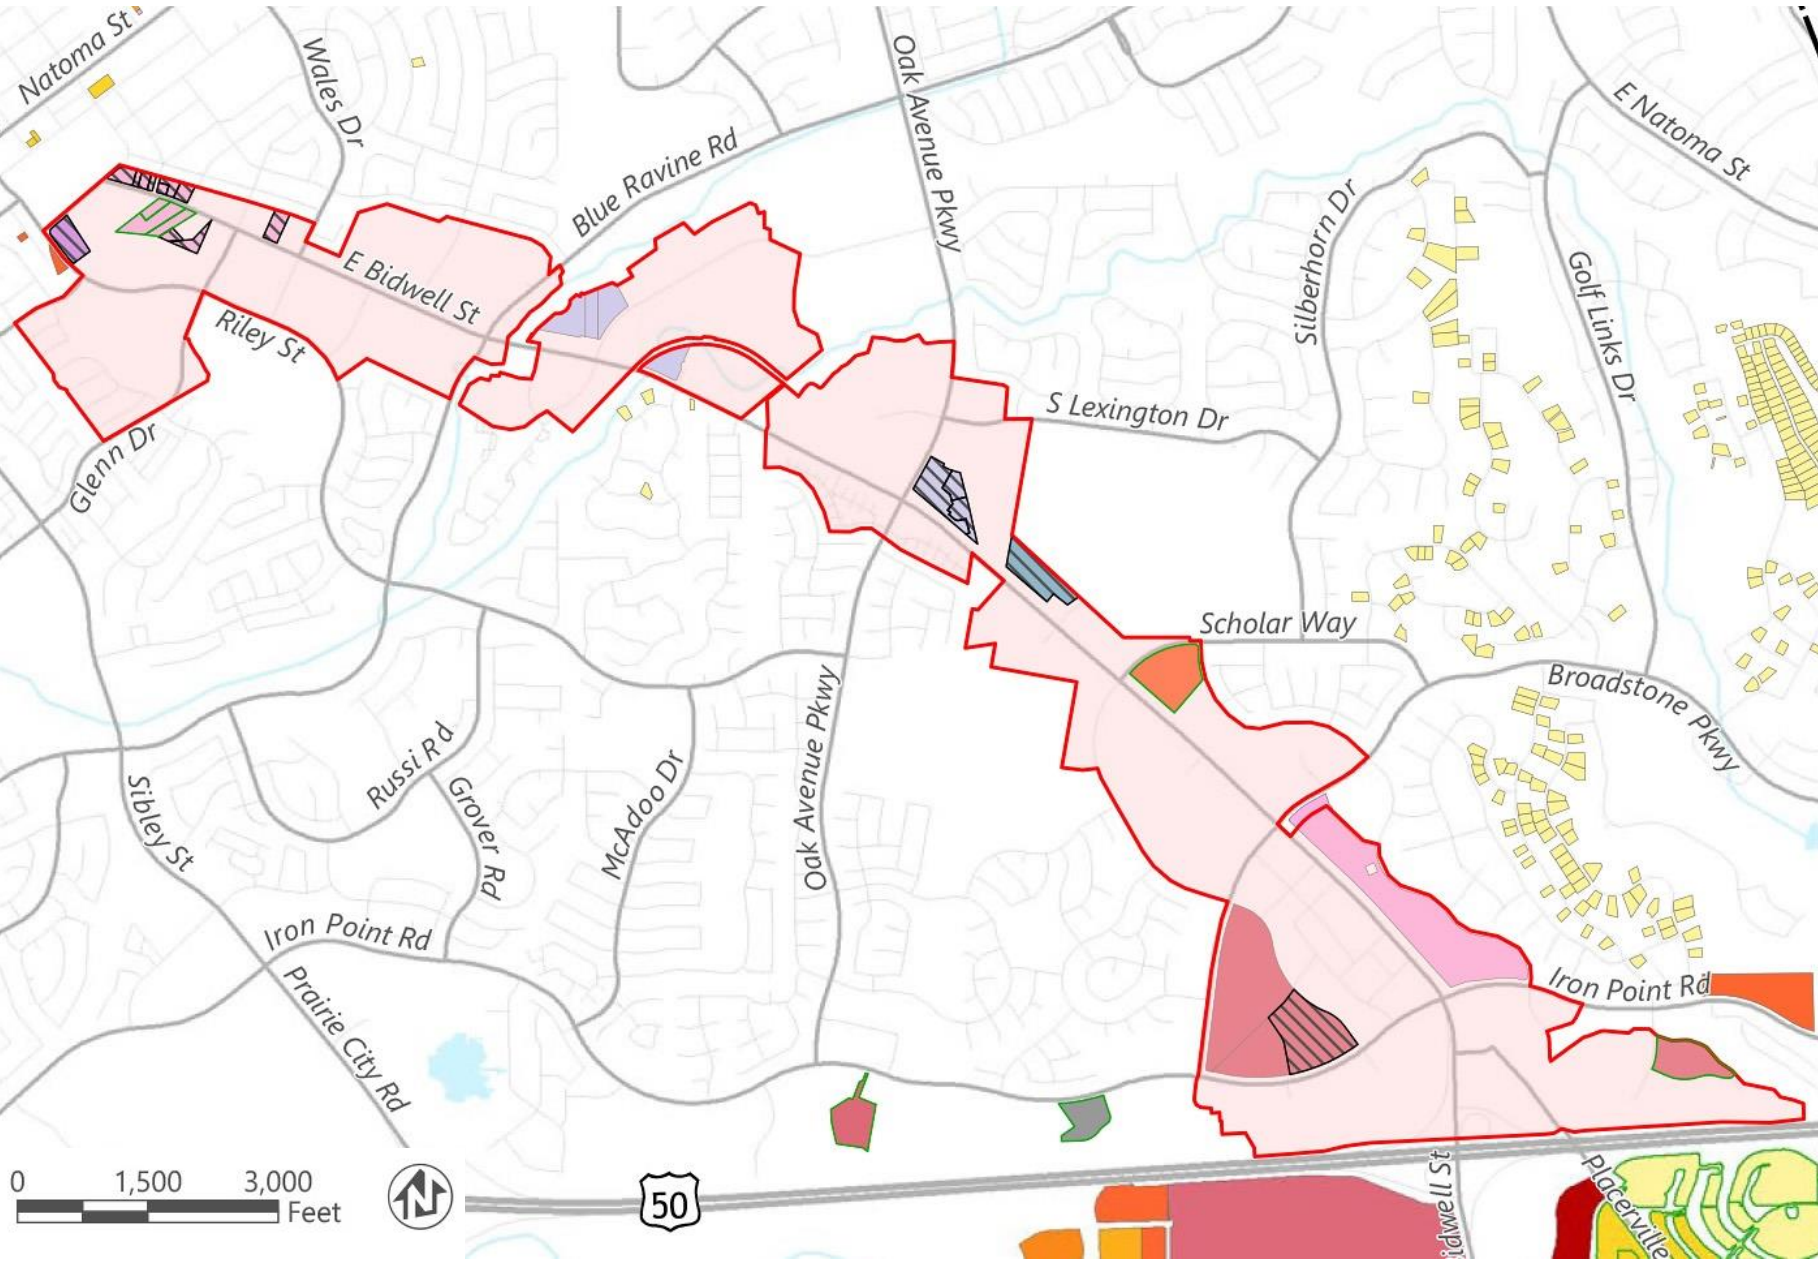 Natoma St
Wales Dr
Oak Avenue Pkwy
E Natoma St
Blue Ravine Rd
Silberhorn Dr
Golf Links Dr
E Bidwell St
Riley St
S Lexington Dr
Glenn Dr
Scholar Way
Broadstone Pkwy
Oak Avenue Pkwy
Russi Rd
McAdoo Dr
Sibley St
Grover Rd
Iron Point Rd
Iron Point Rd
Prairie City Rd
0 1,500 3,000
Feet
N
50
idwell St
Placerville